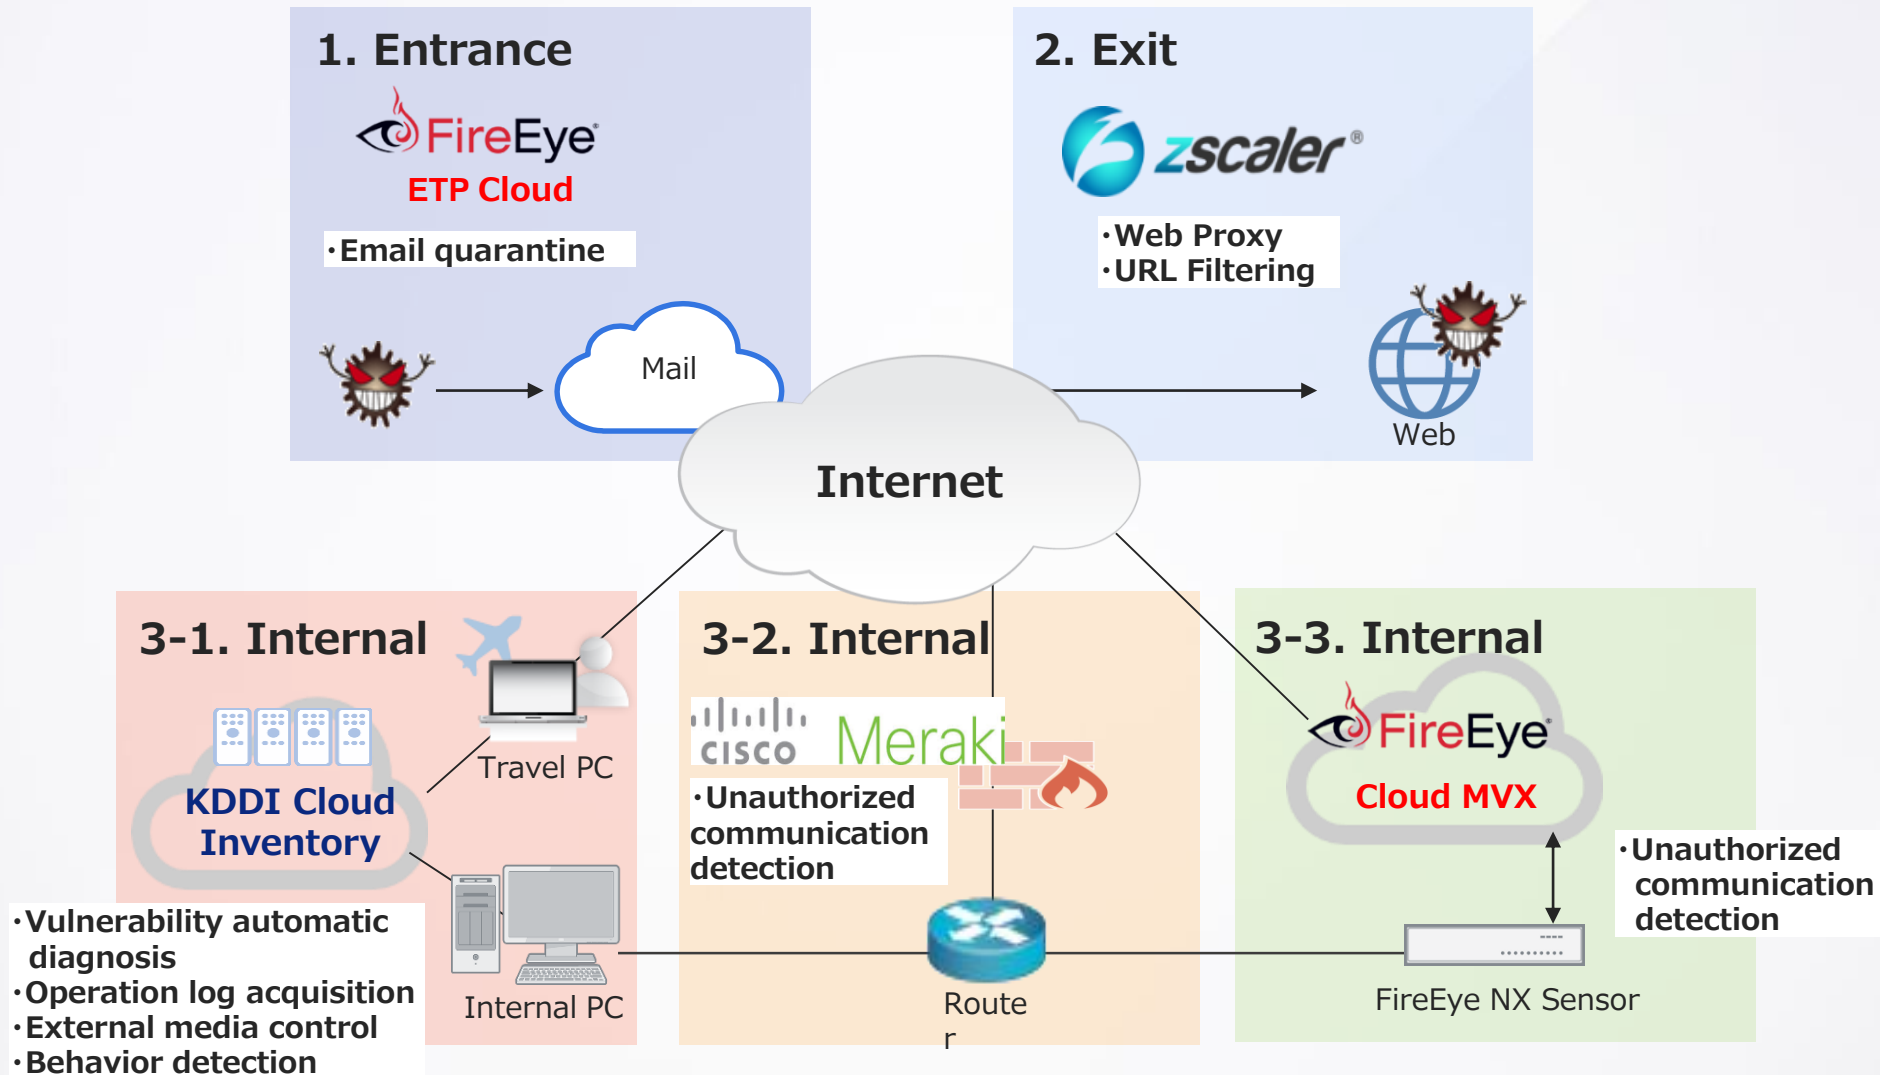 1. Entrance
FireEye
ETP Cloud
・Email quarantine
Mail
2. Exit
zscaler®
・Web Proxy
・URL Filtering
Web
Internet
3-1. Internal
KDDI Cloud
Inventory
Travel PC
Internal PC
・Vulnerability automatic
diagnosis
・Operation log acquisition
・External media control
・Behavior detection
3-2. Internal
CISCO Meraki
・Unauthorized
communication
detection
Route
r
3-3. Internal
FireEye
Cloud MVX
・Unauthorized
communication
detection
FireEye NX Sensor